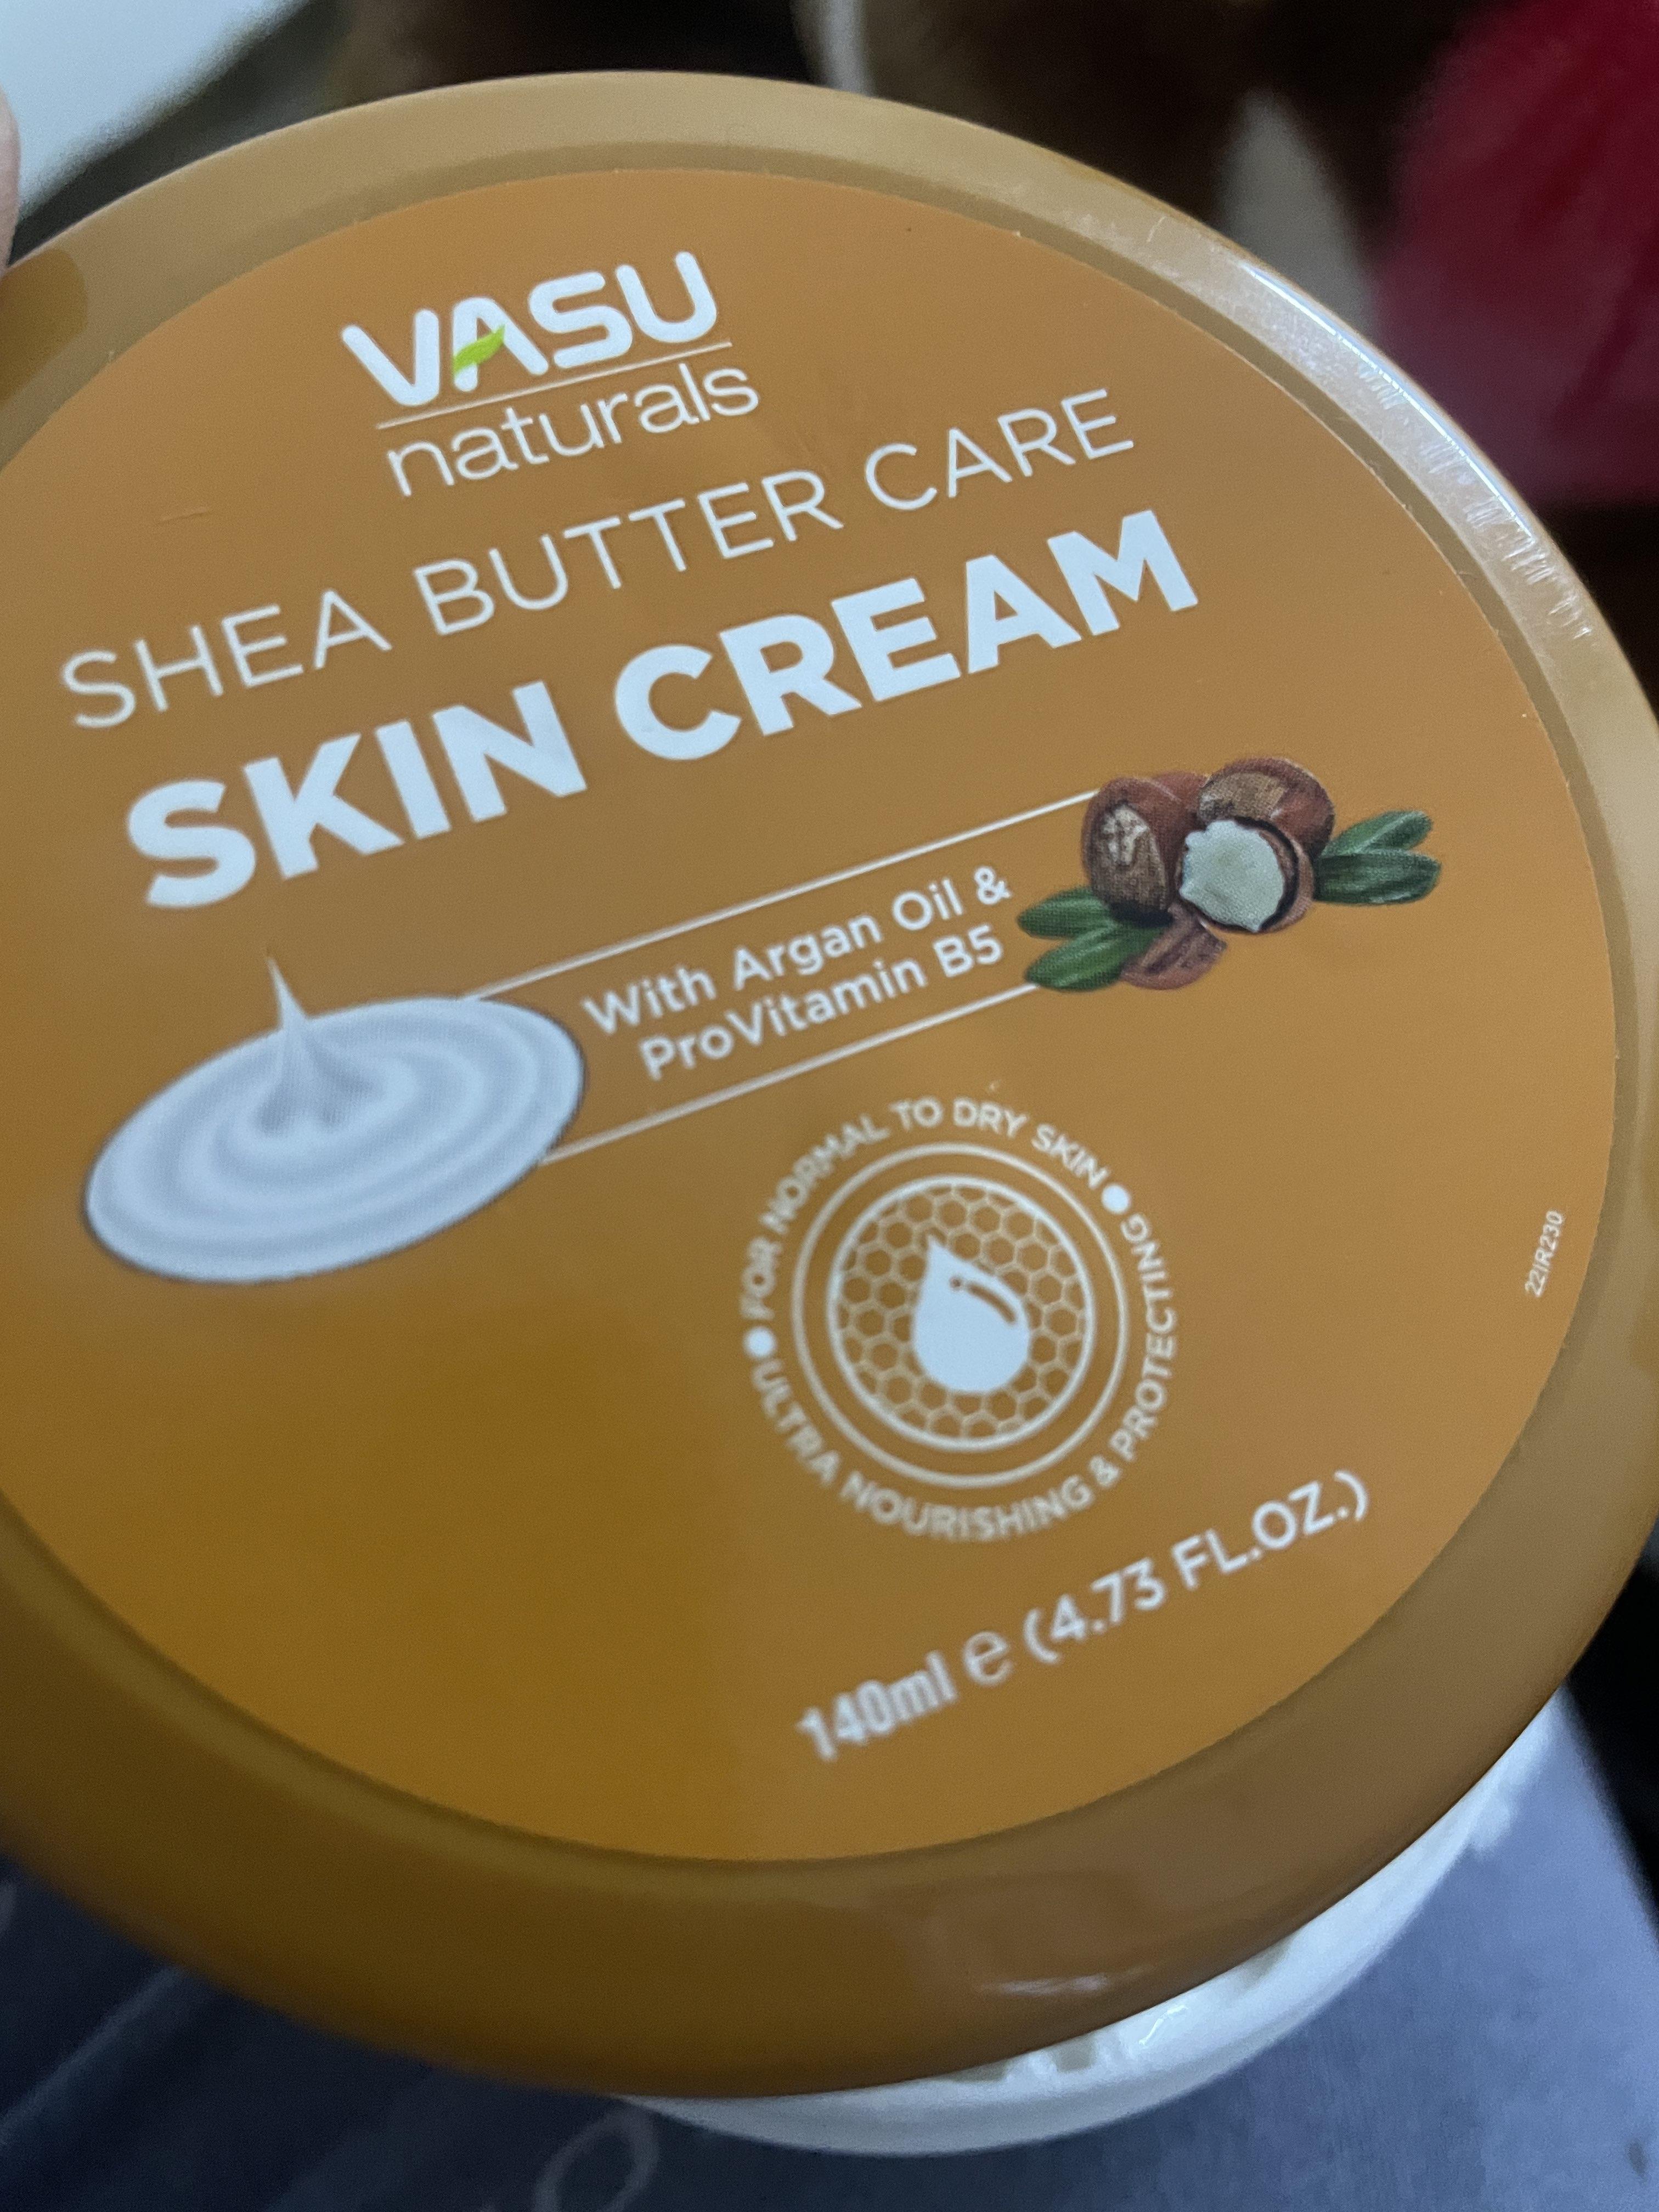 VASU
naturals
SHEA BUTTER CARE
SKIN CREAM
With Argan Oil &
ProVitamin B5
FOR NORMAL TO DRY SKIN
ULTRA NOURISHING & PROTECTING
22IR230
140ml e (4.73 FL.OZ.)